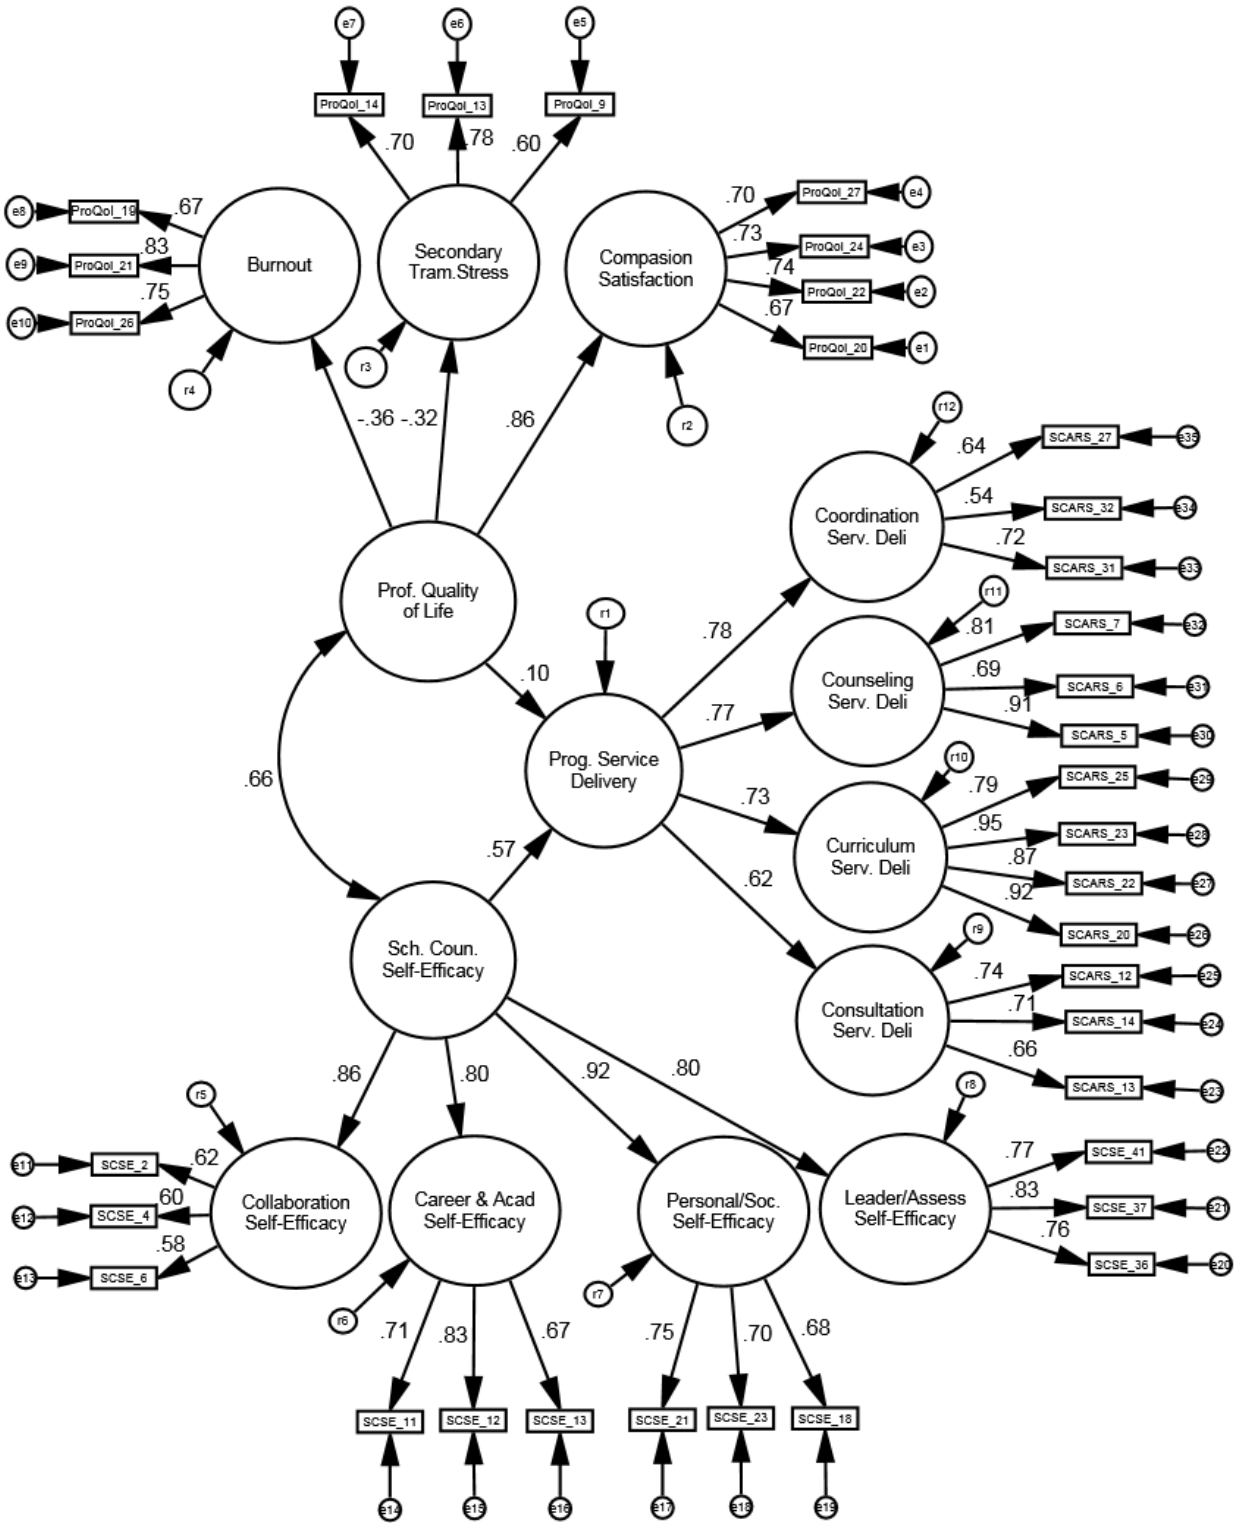 e7
e6
e5
ProQol_14
ProQol_13
ProQol_9
.70
.78
.60
e8
ProQol_19
.67
e9
ProQol_21
.83
e10
ProQol_26
.75
Burnout
Secondary
Tram.Stress
Compasion
Satisfaction
.70
ProQol_27
e4
.73
ProQol_24
e3
.74
ProQol_22
e2
.67
ProQol_20
e1
r4
r3
r2
-.36
-.32
.86
Prof. Quality
of Life
r12
Coordination
Serv. Deli
.64
SCARS_27
e35
.54
SCARS_32
e34
.72
SCARS_31
e33
r1
.10
.78
r11
Counseling
Serv. Deli
.81
SCARS_7
e32
.69
SCARS_6
e31
.91
SCARS_5
e30
.77
.66
Prog. Service
Delivery
r10
.73
Curriculum
Serv. Deli
.79
SCARS_25
e29
.95
SCARS_23
e28
.87
SCARS_22
e27
.92
SCARS_20
e26
.57
.62
r9
Sch. Coun.
Self-Efficacy
Consultation
Serv. Deli
.74
SCARS_12
e25
.71
SCARS_14
e24
.66
SCARS_13
e23
.86
.80
.92
.80
r5
r8
e11
SCSE_2
.62
e12
SCSE_4
.60
e13
SCSE_6
.58
Collaboration
Self-Efficacy
Career & Acad
Self-Efficacy
Personal/Soc.
Self-Efficacy
Leader/Assess
Self-Efficacy
.77
SCSE_41
e22
.83
SCSE_37
e21
.76
SCSE_36
e20
r6
r7
.71
.83
.67
.75
.70
.68
SCSE_11
SCSE_12
SCSE_13
SCSE_21
SCSE_23
SCSE_18
e14
e15
e16
e17
e18
e19